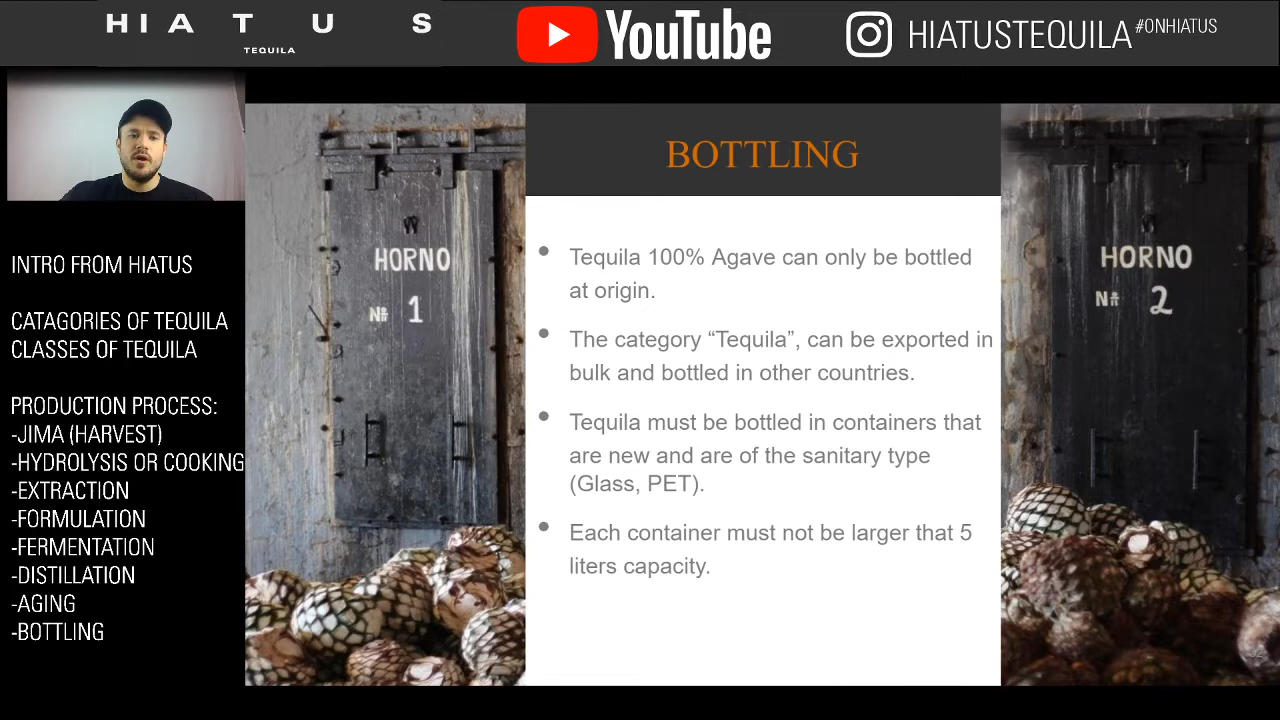 HIATUS
TEQUILA
YouTube
HIATUSTEQUILA #ONHIATUS
INTRO FROM HIATUS
CATAGORIES OF TEQUILA
CLASSES OF TEQUILA
PRODUCTION PROCESS:
-JIMA (HARVEST)
-HYDROLYSIS OR COOKING
-EXTRACTION
-FORMULATION
-FERMENTATION
-DISTILLATION
-AGING
-BOTTLING
HORNO
Nº 1
BOTTLING
• Tequila 100% Agave can only be bottled
at origin.
• The category “Tequila”, can be exported in
bulk and bottled in other countries.
• Tequila must be bottled in containers that
are new and are of the sanitary type
(Glass, PET).
• Each container must not be larger that 5
liters capacity.
HORNO
Nº 2